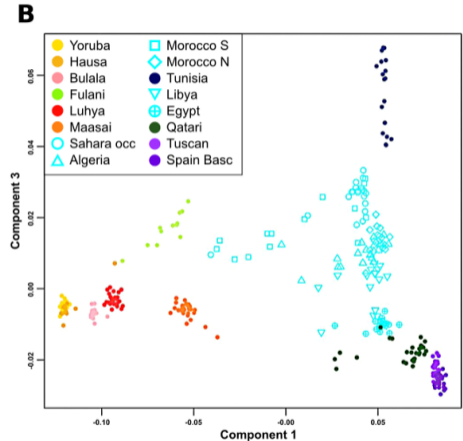 B
Yoruba
Hausa
Bulala
Fulani
Luhya
Maasai
Sahara occ
Algeria
Morocco S
Morocco N
Tunisia
Libya
Egypt
Qatari
Tuscan
Spain Basc
Component 3
0.06
0.04
0.02
0.00
-0.02
-0.10
-0.05
-0.00
0.05
Component 1